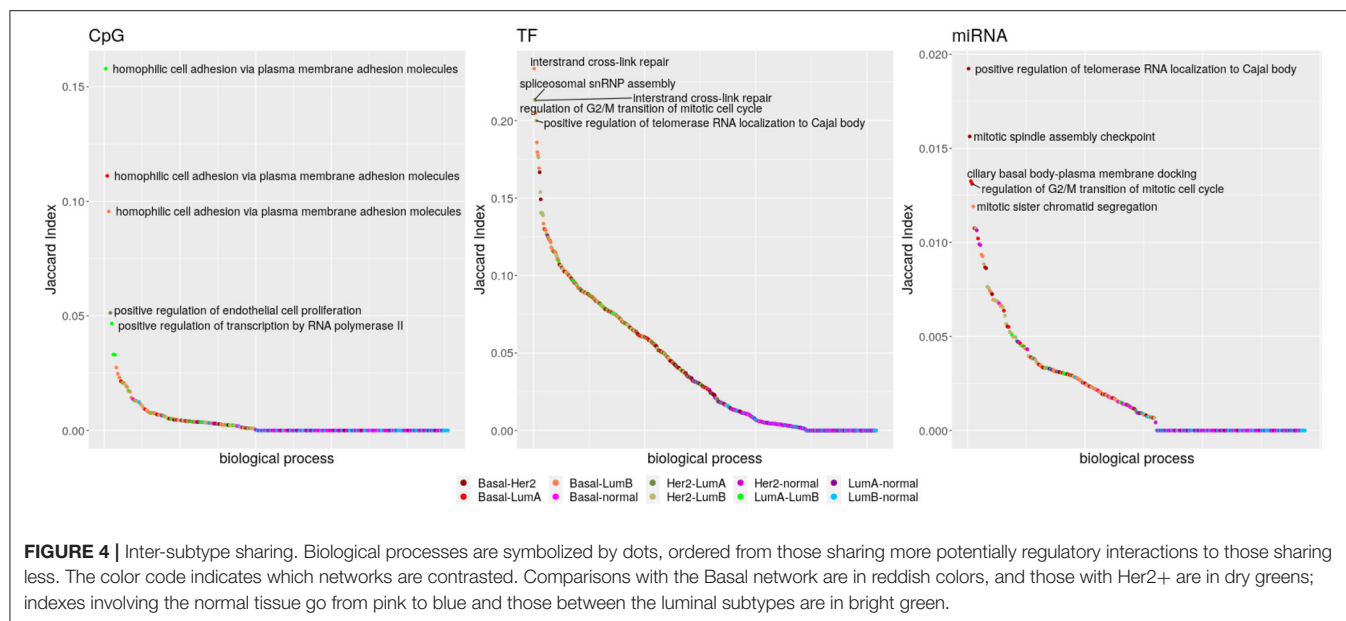 CpG
TF
miRNA
Jaccard Index
0.15
0.10
0.05
0.00
homophilic cell adhesion via plasma membrane adhesion molecules
homophilic cell adhesion via plasma membrane adhesion molecules
homophilic cell adhesion via plasma membrane adhesion molecules
positive regulation of endothelial cell proliferation
positive regulation of transcription by RNA polymerase II
biological process
Jaccard Index
0.20
0.15
0.10
0.05
0.00
interstrand cross-link repair
spliceosomal snRNP assembly
interstrand cross-link repair
regulation of G2/M transition of mitotic cell cycle
positive regulation of telomerase RNA localization to Cajal body
biological process
Jaccard Index
0.020
0.015
0.010
0.005
0.000
positive regulation of telomerase RNA localization to Cajal body
mitotic spindle assembly checkpoint
ciliary basal body-plasma membrane docking
regulation of G2/M transition of mitotic cell cycle
mitotic sister chromatid segregation
biological process
Basal-Her2 Basal-LumB Her2-LumA Her2-normal LumA-normal
Basal-LumA Basal-normal Her2-LumB LumA-LumB LumB-normal
FIGURE 4 | Inter-subtype sharing. Biological processes are symbolized by dots, ordered from those sharing more potentially regulatory interactions to those sharing
less. The color code indicates which networks are contrasted. Comparisons with the Basal network are in reddish colors, and those with Her2+ are in dry greens;
indexes involving the normal tissue go from pink to blue and those between the luminal subtypes are in bright green.